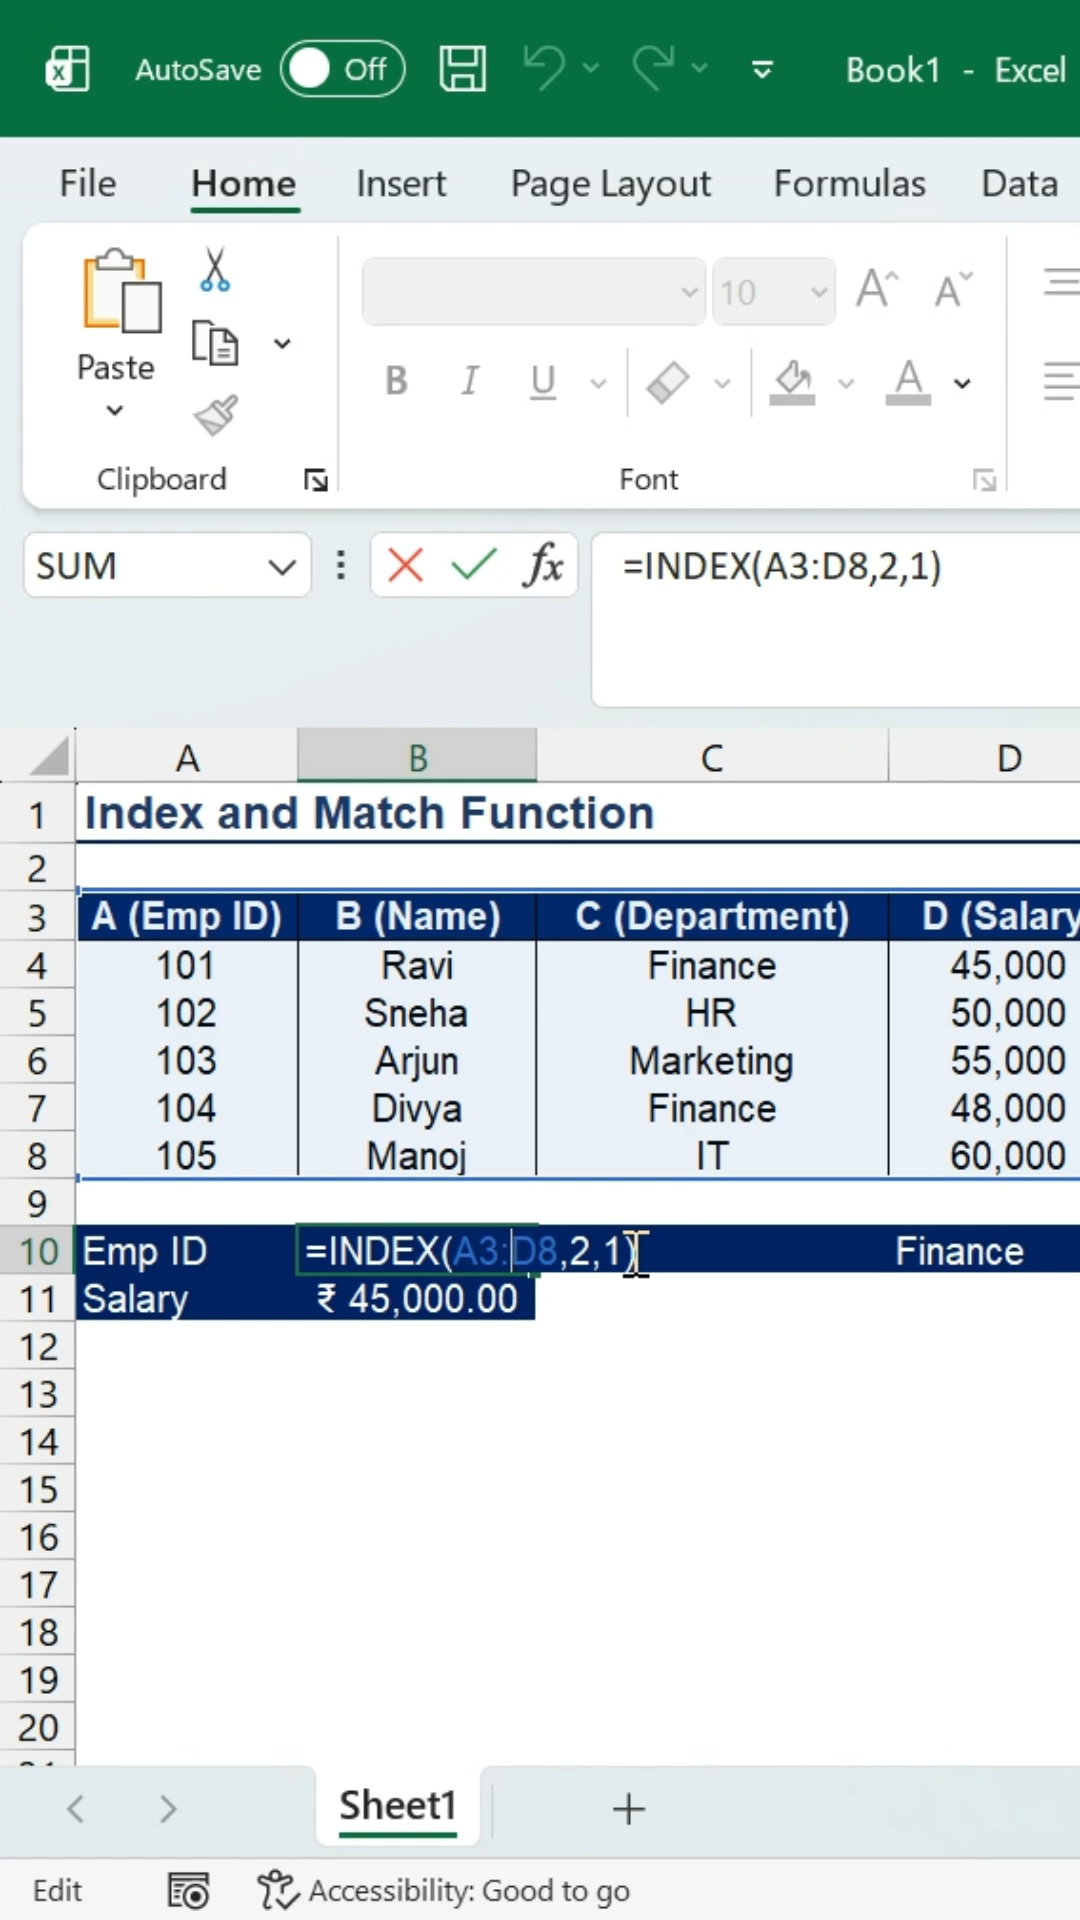 AutoSave Off Book1 - Excel
File Home Insert Page Layout Formulas Data
Paste
10 A A
B I U A
Clipboard Font
SUM fx =INDEX(A3:D8,2,1)
A B C D
1 Index and Match Function
2
3 A (Emp ID) B (Name) C (Department) D (Salary
4 101 Ravi Finance 45,000
5 102 Sneha HR 50,000
6 103 Arjun Marketing 55,000
7 104 Divya Finance 48,000
8 105 Manoj IT 60,000
9
10 Emp ID =INDEX(A3:D8,2,1) Finance
11 Salary ₹ 45,000.00
12
13
14
15
16
17
18
19
20
Sheet1 +
Edit Accessibility: Good to go